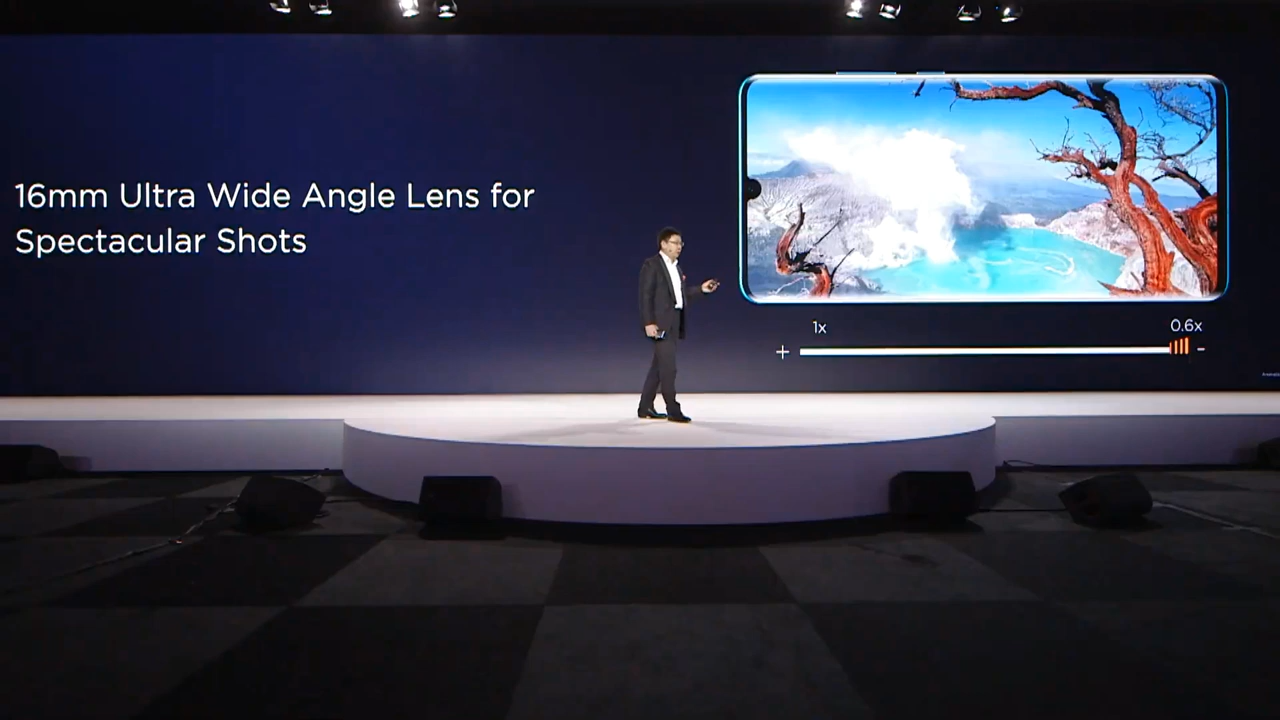 16mm Ultra Wide Angle Lens for
Spectacular Shots
1x
0.6x
+
-